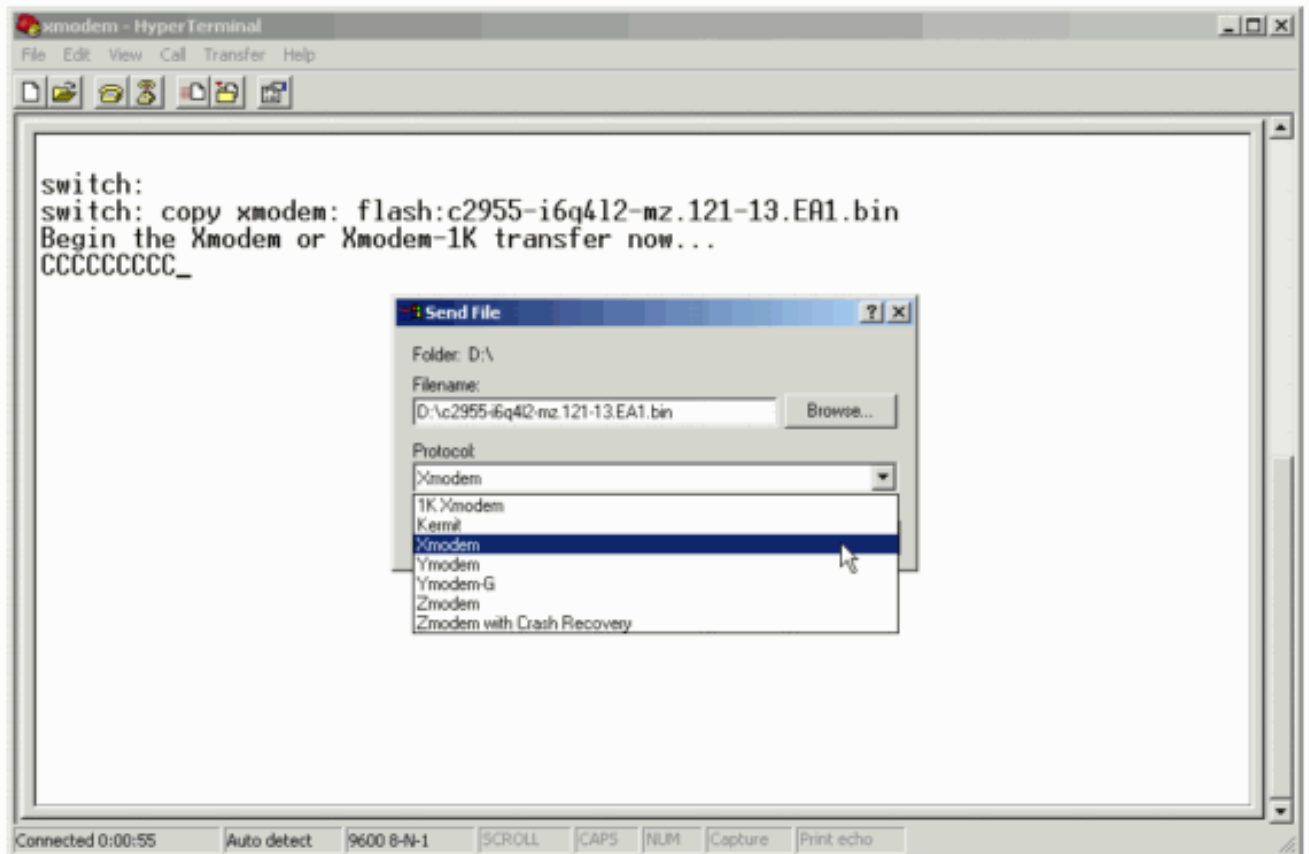 xmodem - HyperTerminal
File Edit View Call Transfer Help
switch:
switch: copy xmodem: flash:c2955-i6q4l2-mz.121-13.EA1.bin
Begin the Xmodem or Xmodem-1K transfer now...
CCCCCCCCC_
Send File
Folder: D:\
Filename:
D:\c2955-i6q4l2-mz.121-13.EA1.bin
Browse...
Protocol:
Xmodem
1K Xmodem
Kermit
Xmodem
Ymodem
Ymodem-G
Zmodem
Zmodem with Crash Recovery
Connected 0:00:55 Auto detect 9600 8-N-1 SCROLL CAPS NUM Capture Print echo